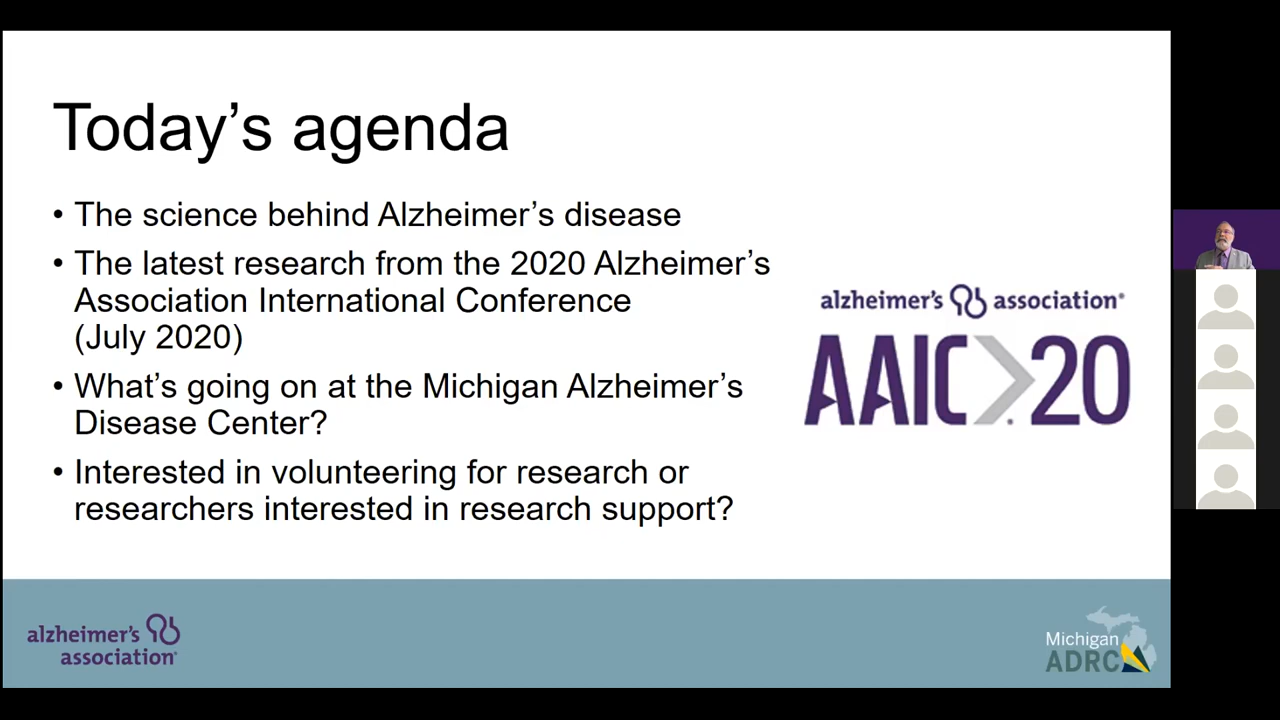 Today’s agenda
• The science behind Alzheimer’s disease
• The latest research from the 2020 Alzheimer’s
Association International Conference
(July 2020)
• What’s going on at the Michigan Alzheimer’s
Disease Center?
• Interested in volunteering for research or
researchers interested in research support?
alzheimer’s association®
AAIC>.20
alzheimer’s
association®
Michigan
ADRC